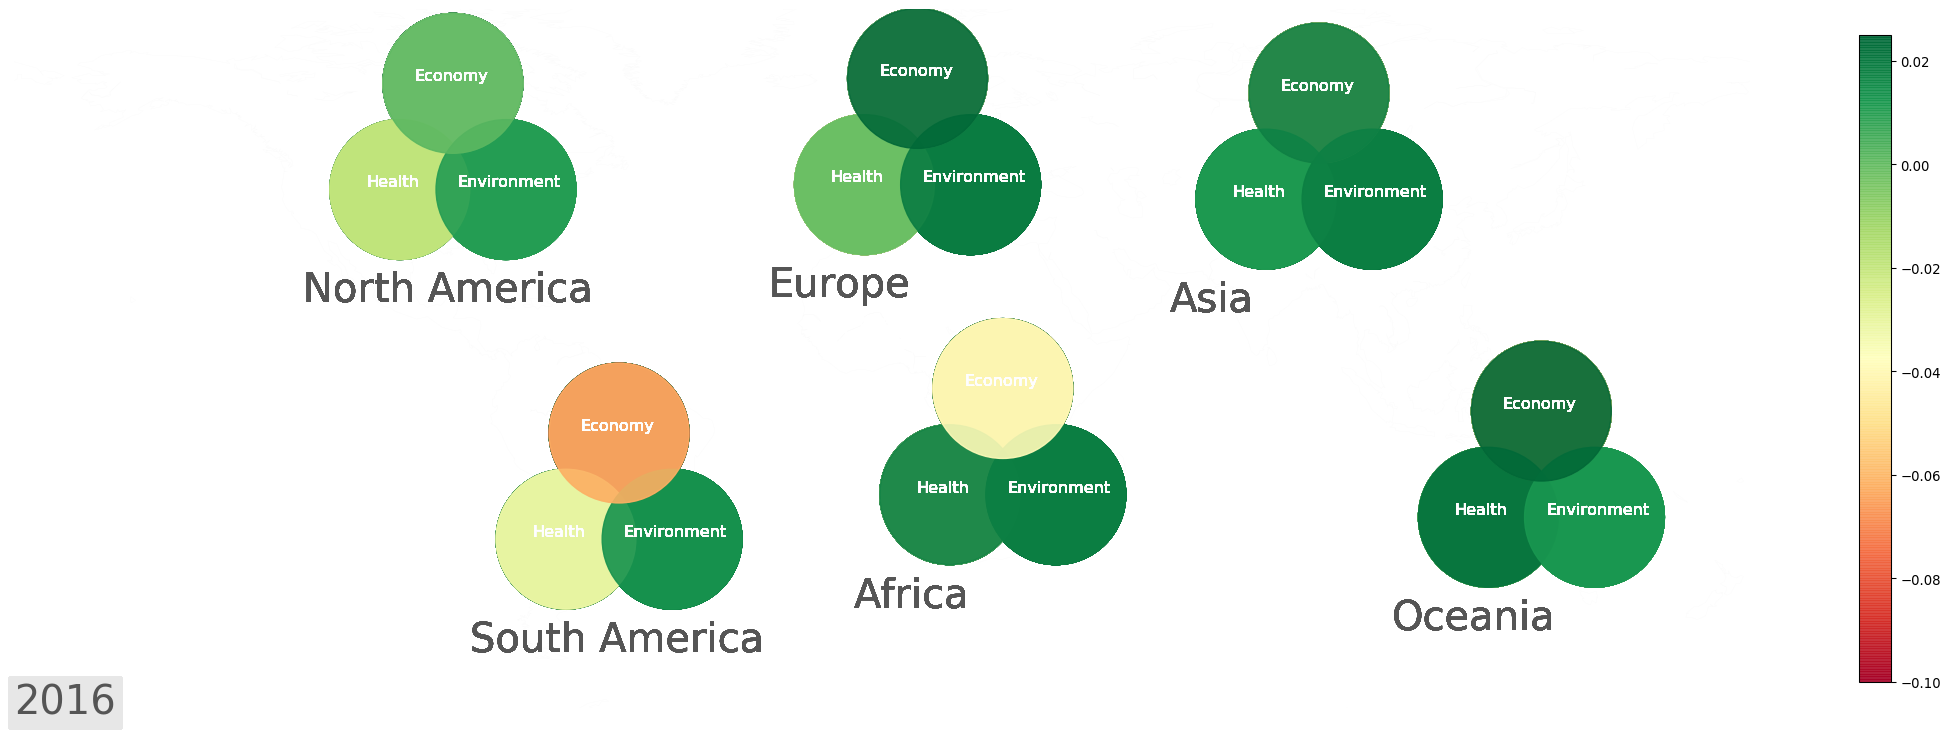 Economy
Health
Environment
North America
Economy
Health
Environment
Europe
Economy
Health
Environment
Asia
Economy
Health
Environment
South America
Economy
Health
Environment
Africa
Economy
Health
Environment
Oceania
0.02
0.00
−0.02
−0.04
−0.06
−0.08
−0.10
2016